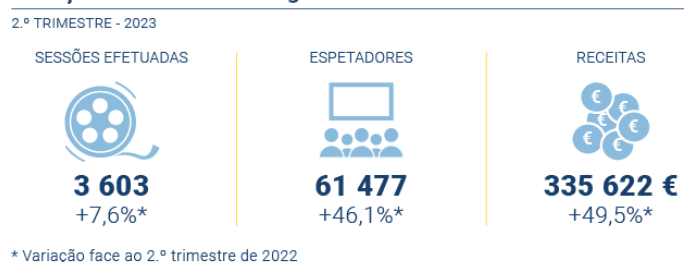 2.º TRIMESTRE - 2023
SESSÕES EFETUADAS
3 603
+7,6%*
ESPETADORES
61 477
+46,1%*
RECEITAS
€ € € € € €
335 622 €
+49,5%*
* Variação face ao 2.º trimestre de 2022